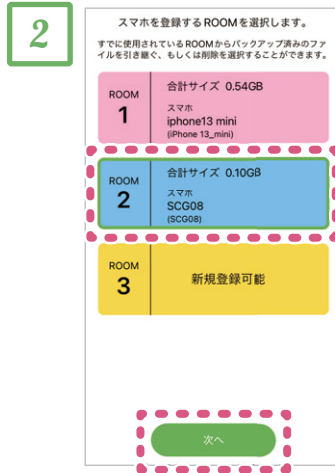 2
スマホを登録するROOMを選択します。
すでに使用されているROOMからバックアップ済みのファ
イルを引き継ぐ、もしくは削除を選択することができます。
ROOM
1
合計サイズ 0.54GB
スマホ
iphone13 mini
(iPhone 13_mini)
ROOM
2
合計サイズ 0.10GB
スマホ
SCG08
(SCG08)
ROOM
3
新規登録可能
次へ